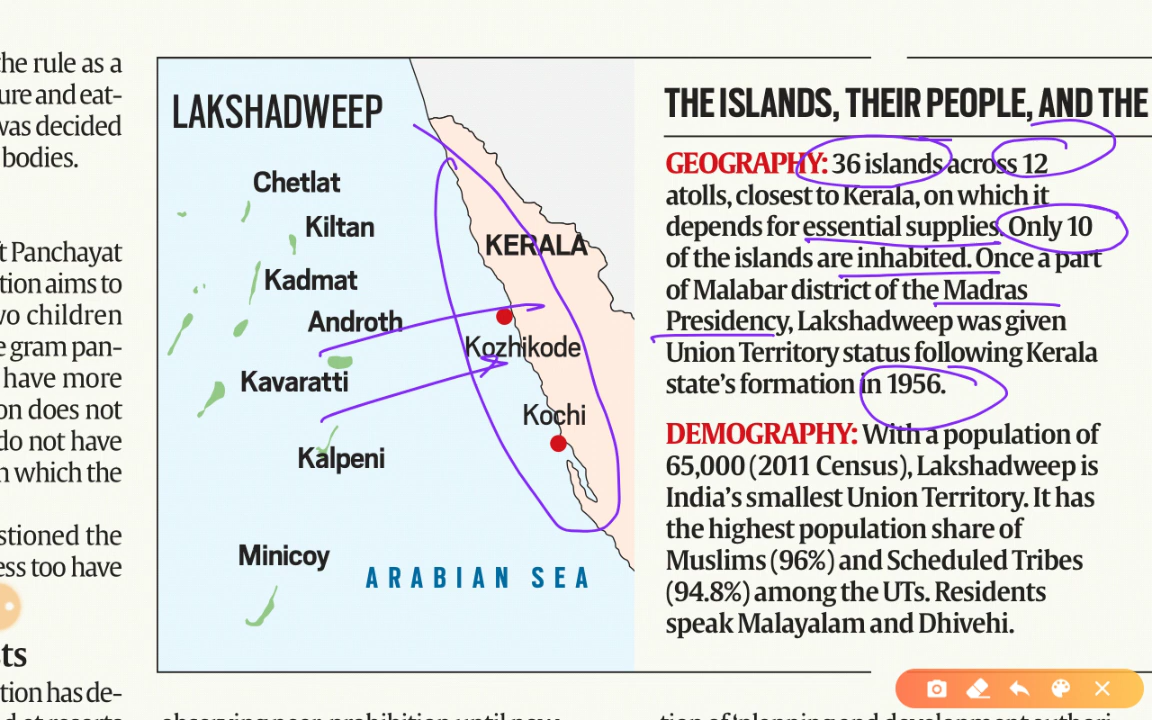 the rule as a
ure and eat-
was decided
bodies.
Panchayat
tion aims to
wo children
e gram pan-
have more
on does not
do not have
n which the
stioned the
ess too have
sts
tion has de-
LAKSHADWEEP
Chetlat
Kiltan
KERALA
Kadmat
Androth
Kozhikode
Kavaratti
Kochi
Kalpeni
Minicoy
ARABIAN SEA
THE ISLANDS, THEIR PEOPLE, AND THE
GEOGRAPHY: 36 islands across 12
atolls, closest to Kerala, on which it
depends for essential supplies. Only 10
of the islands are inhabited. Once a part
of Malabar district of the Madras
Presidency, Lakshadweep was given
Union Territory status following Kerala
state's formation in 1956.
DEMOGRAPHY: With a population of
65,000 (2011 Census), Lakshadweep is
India's smallest Union Territory. It has
the highest population share of
Muslims (96%) and Scheduled Tribes
(94.8%) among the UTs. Residents
speak Malayalam and Dhivehi.